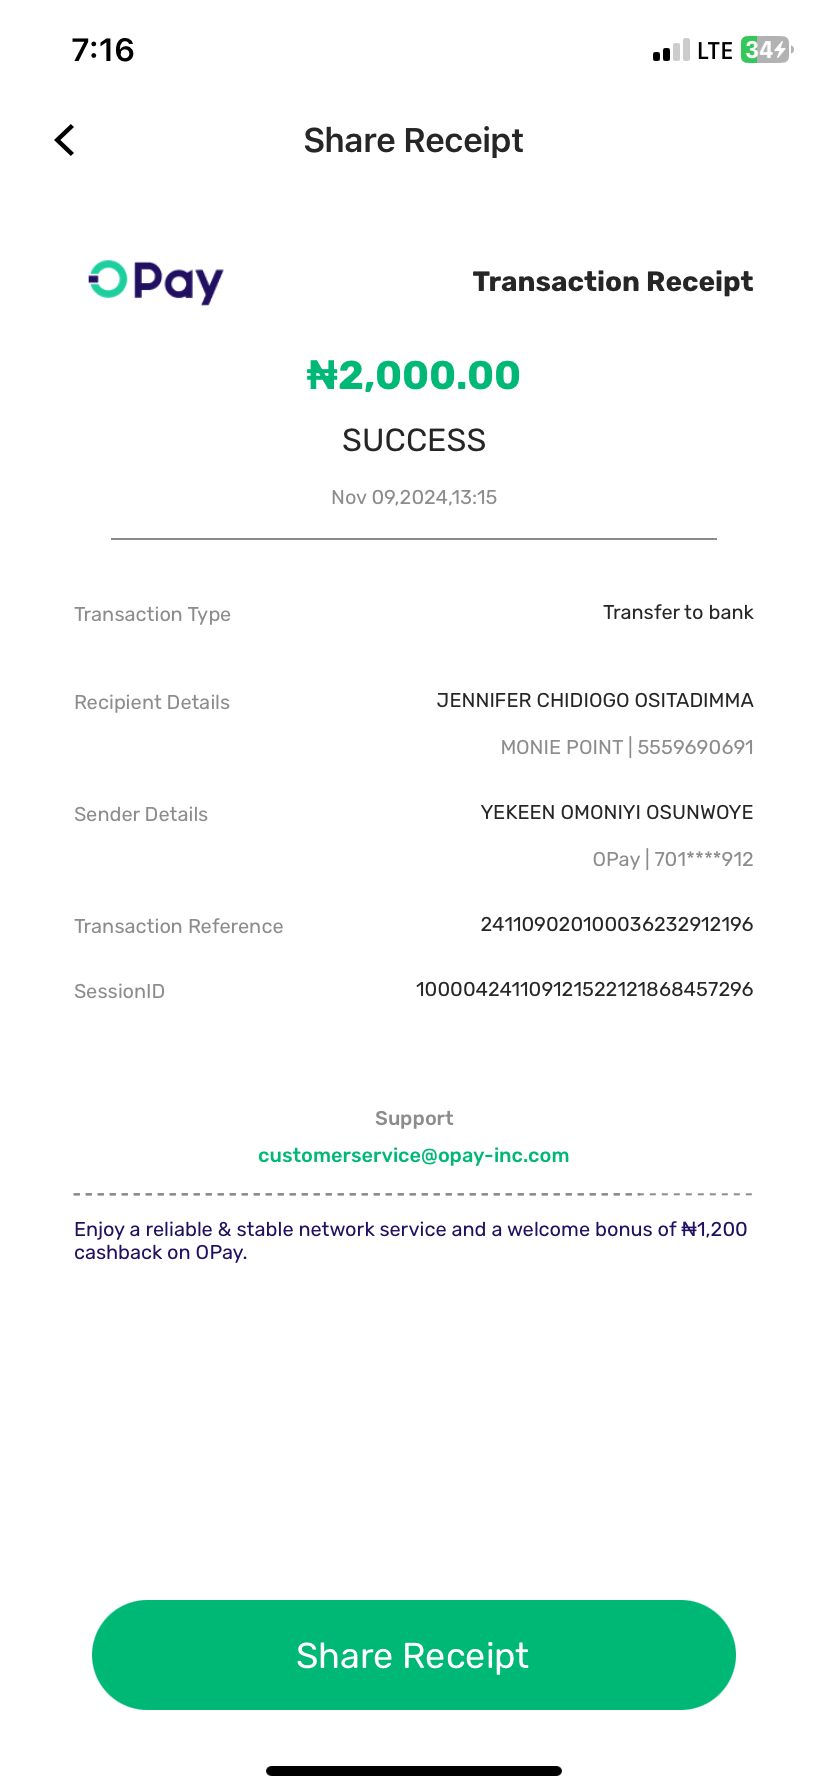 7:16 LTE 34
Share Receipt
OPay Transaction Receipt
₦2,000.00
SUCCESS
Nov 09,2024,13:15
Transaction Type Transfer to bank
Recipient Details JENNIFER CHIDIOGO OSITADIMMA
MONIE POINT | 5559690691
Sender Details YEKEEN OMONIYI OSUNWOYE
OPay | 701****912
Transaction Reference 241109020100036232912196
SessionID 100004241109121522121868457296
Support
customerservice@opay-inc.com
Enjoy a reliable & stable network service and a welcome bonus of ₦1,200
cashback on OPay.
Share Receipt